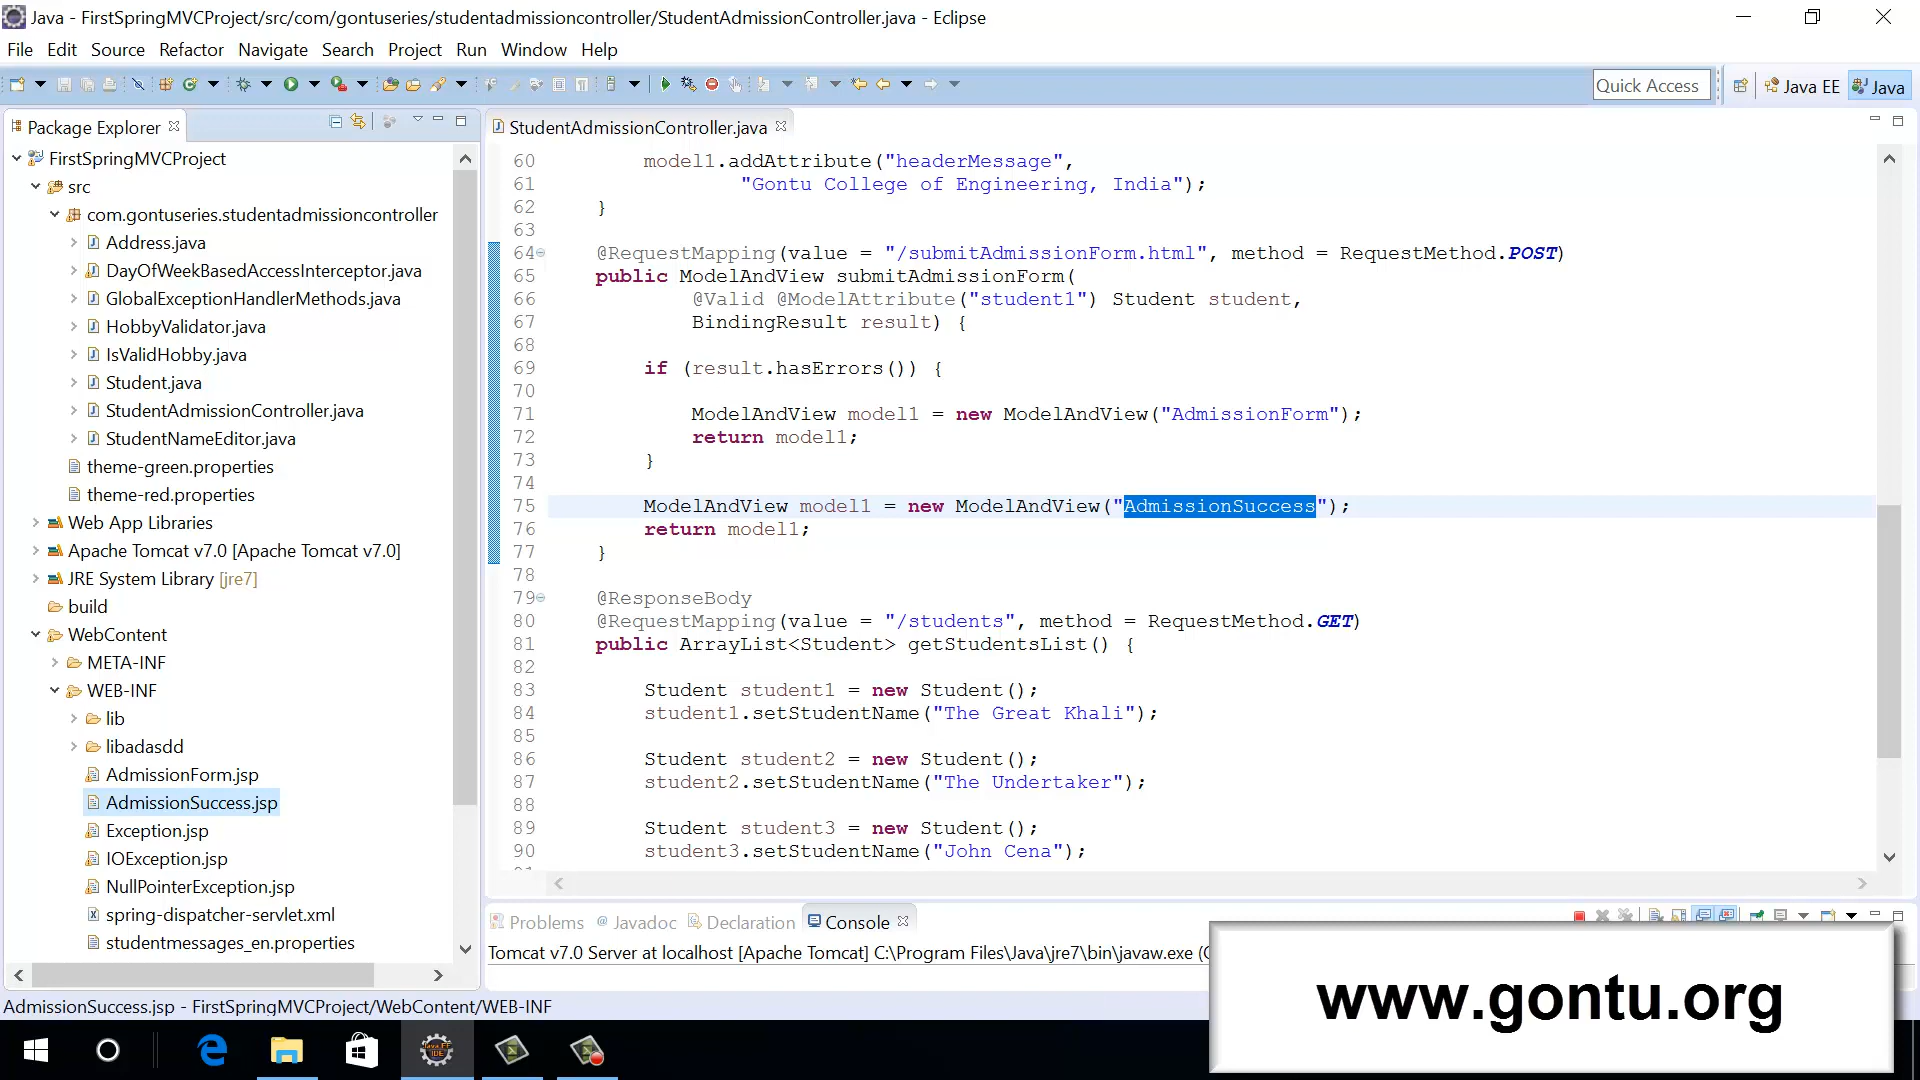 Java - FirstSpringMVCProject/src/com/gontuseries/studentadmissioncontroller/StudentAdmissionController.java - Eclipse
File Edit Source Refactor Navigate Search Project Run Window Help
Quick Access Java EE Java
Package Explorer
FirstSpringMVCProject
src
com.gontuseries.studentadmissioncontroller
Address.java
DayOfWeekBasedAccessInterceptor.java
GlobalExceptionHandlerMethods.java
HobbyValidator.java
IsValidHobby.java
Student.java
StudentAdmissionController.java
StudentNameEditor.java
theme-green.properties
theme-red.properties
Web App Libraries
Apache Tomcat v7.0 [Apache Tomcat v7.0]
JRE System Library [jre7]
build
WebContent
META-INF
WEB-INF
lib
libadasdd
AdmissionForm.jsp
AdmissionSuccess.jsp
Exception.jsp
IOException.jsp
NullPointerException.jsp
spring-dispatcher-servlet.xml
studentmessages_en.properties
StudentAdmissionController.java
60 model1.addAttribute("headerMessage",
61 "Gontu College of Engineering, India");
62 }
63
64 @RequestMapping(value = "/submitAdmissionForm.html", method = RequestMethod.POST)
65 public ModelAndView submitAdmissionForm(
66 @Valid @ModelAttribute("student1") Student student,
67 BindingResult result) {
68
69 if (result.hasErrors()) {
70
71 ModelAndView model1 = new ModelAndView("AdmissionForm");
72 return model1;
73 }
74
75 ModelAndView model1 = new ModelAndView("AdmissionSuccess");
76 return model1;
77 }
78
79 @ResponseBody
80 @RequestMapping(value = "/students", method = RequestMethod.GET)
81 public ArrayList<Student> getStudentsList() {
82
83 Student student1 = new Student();
84 student1.setStudentName("The Great Khali");
85
86 Student student2 = new Student();
87 student2.setStudentName("The Undertaker");
88
89 Student student3 = new Student();
90 student3.setStudentName("John Cena");
Problems @ Javadoc Declaration Console
Tomcat v7.0 Server at localhost [Apache Tomcat] C:\Program Files\Java\jre7\bin\javaw.exe (
AdmissionSuccess.jsp - FirstSpringMVCProject/WebContent/WEB-INF
www.gontu.org